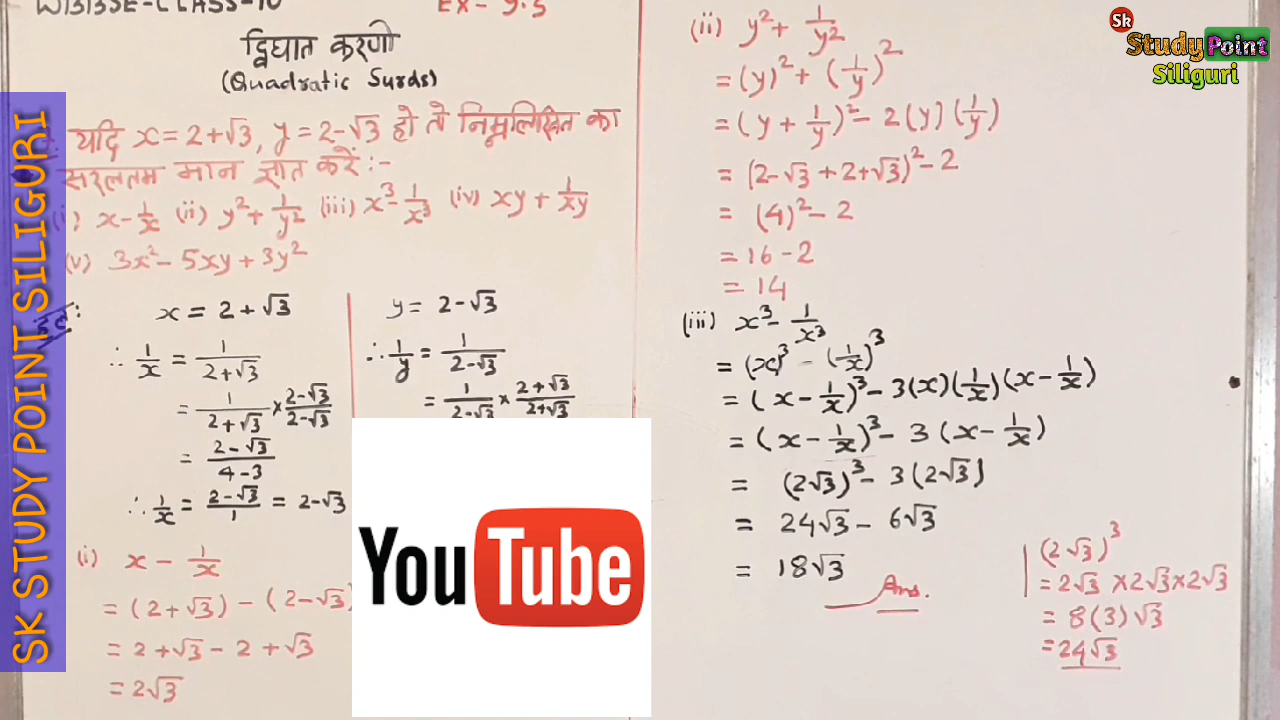 WBBSE-CLASS-10
EX- 9.3
द्विघात करणी
(Quadratic Surds)
यदि x = 2+√3, y = 2-√3 हो तो निम्नलिखित का
सरलतम मान ज्ञात करें :-
(i) x - 1/x (ii) y² + 1/y² (iii) x³ - 1/x³ (iv) xy + 1/xy
(v) 3x² - 5xy + 3y²
हल :
x = 2 + √3
∴ 1/x = 1/(2+√3)
= 1/(2+√3) × (2-√3)/(2-√3)
= (2-√3)/(4-3)
∴ 1/x = (2-√3)/1 = 2-√3
y = 2-√3
∴ 1/y = 1/(2-√3)
= 1/(2-√3) × (2+√3)/(2+√3)
(i) x - 1/x
= (2+√3) - (2-√3)
= 2+√3 - 2 + √3
= 2√3
(ii) y² + 1/y²
= (y)² + (1/y)²
= (y + 1/y)² - 2(y)(1/y)
= (2-√3 + 2+√3)² - 2
= (4)² - 2
= 16 - 2
= 14
(iii) x³ - 1/x³
= (x)³ - (1/x)³
= (x - 1/x)³ - 3(x)(1/x)(x - 1/x)
= (x - 1/x)³ - 3(x - 1/x)
= (2√3)³ - 3(2√3)
= 24√3 - 6√3
= 18√3
Ans.
(2√3)³
= 2√3 × 2√3 × 2√3
= 8(3)√3
= 24√3
SK STUDY POINT SILIGURI
YouTube
Sk
Study Point
Siliguri